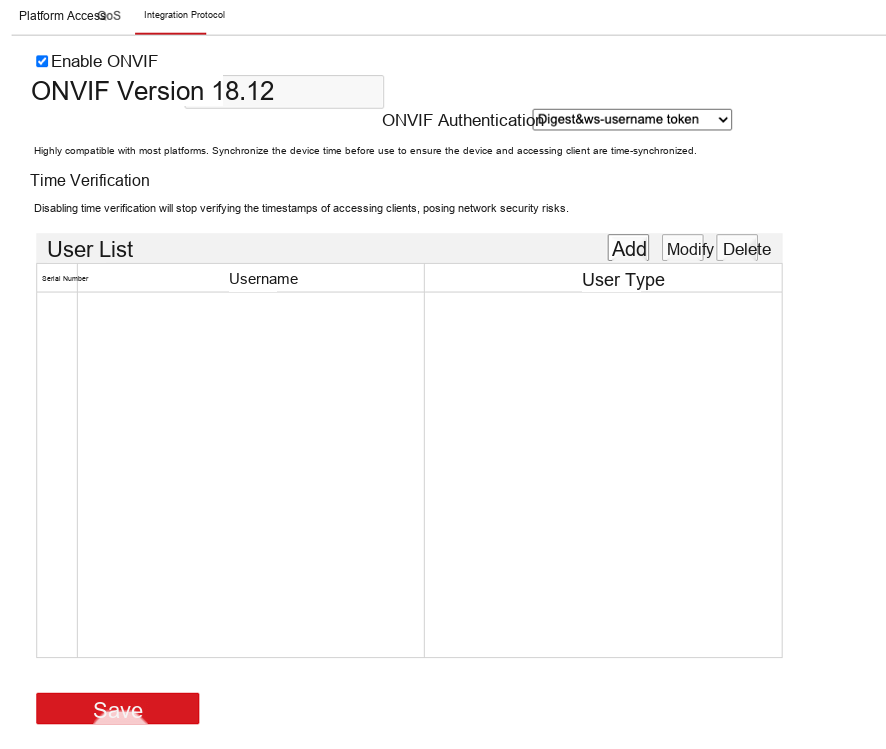 Platform Access QoS Integration Protocol
Enable ONVIF
ONVIF Version 18.12
ONVIF Authentication Digest&ws-username token
Highly compatible with most platforms. Synchronize the device time before use to ensure the device and accessing client are time-synchronized.
Time Verification
Disabling time verification will stop verifying the timestamps of accessing clients, posing network security risks.
User List Add Modify Delete
Serial Number Username User Type
Save